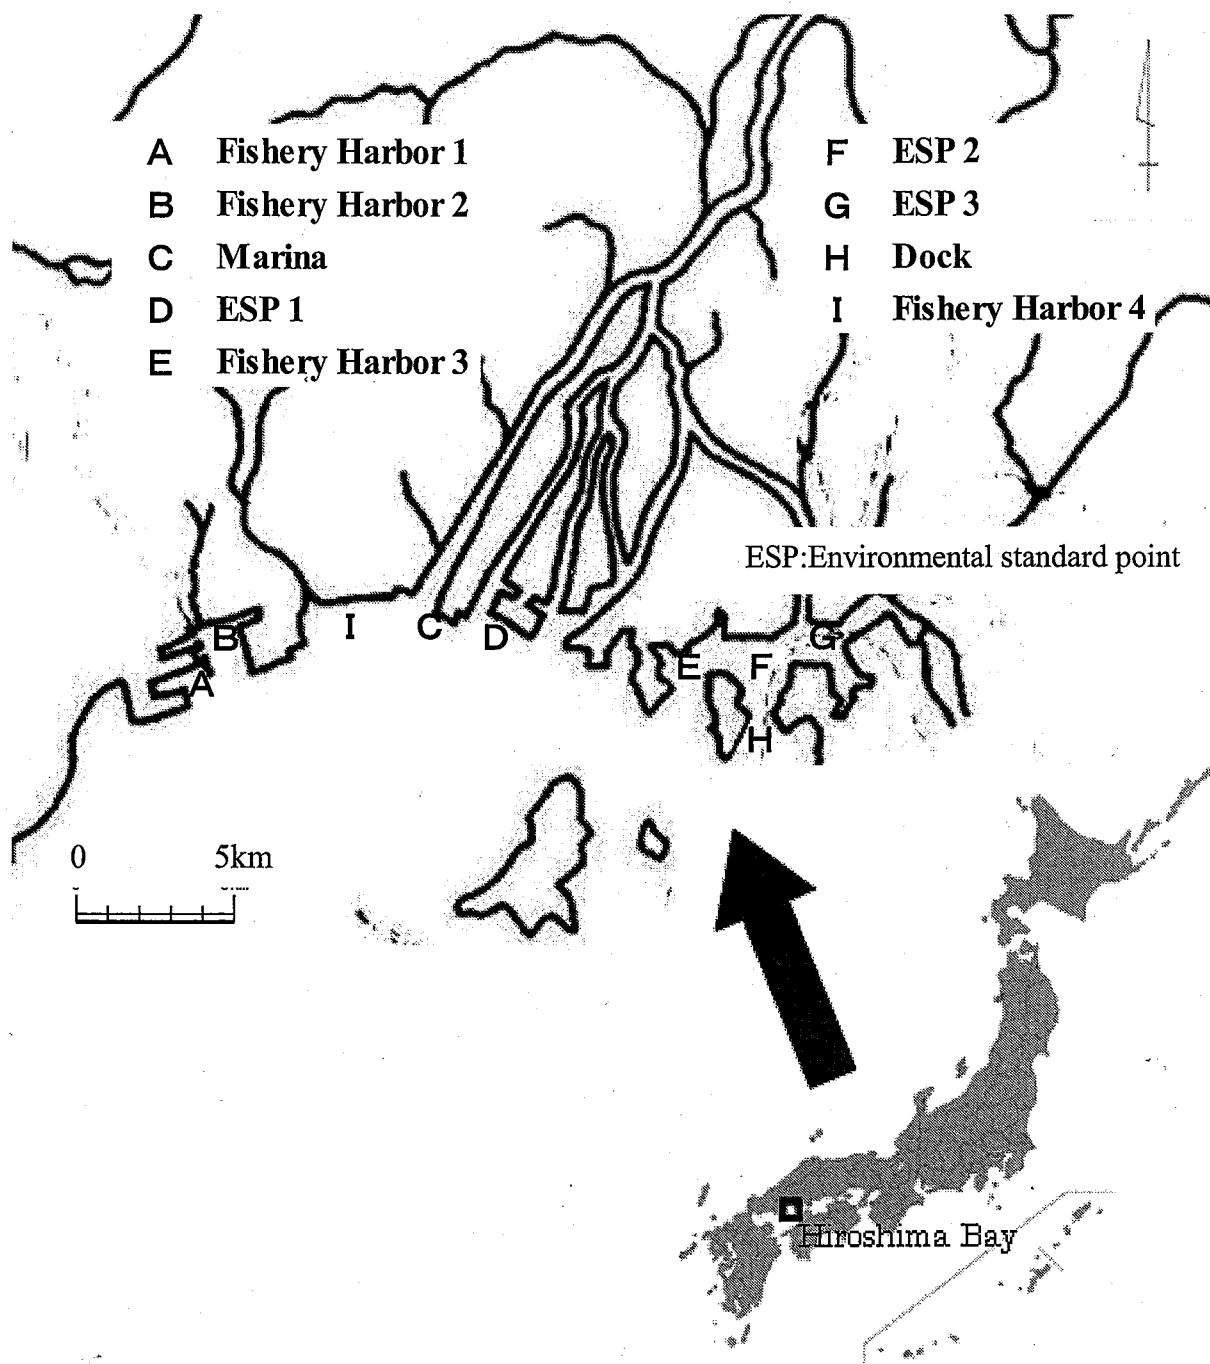 A Fishery Harbor 1
B Fishery Harbor 2
C Marina
D ESP 1
E Fishery Harbor 3
F ESP 2
G ESP 3
H Dock
I Fishery Harbor 4
ESP:Environmental standard point
B
I
C
D
G
A
E
F
H
0 5km
Hiroshima Bay